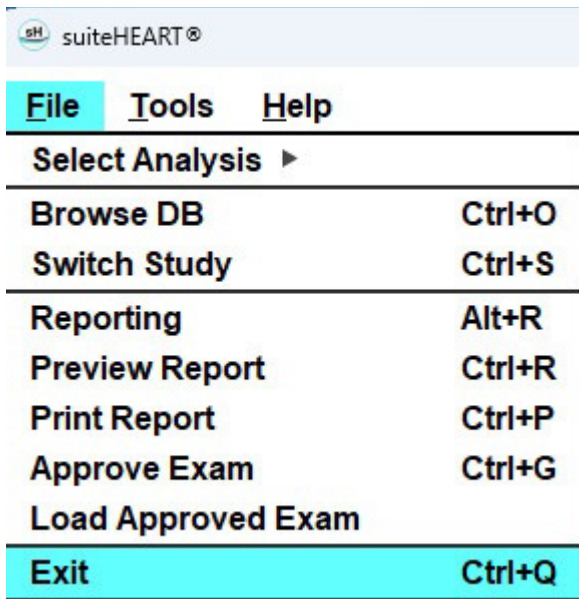 sH suiteHEART®
File Tools Help
Select Analysis ▶
Browse DB Ctrl+O
Switch Study Ctrl+S
Reporting Alt+R
Preview Report Ctrl+R
Print Report Ctrl+P
Approve Exam Ctrl+G
Load Approved Exam
Exit Ctrl+Q